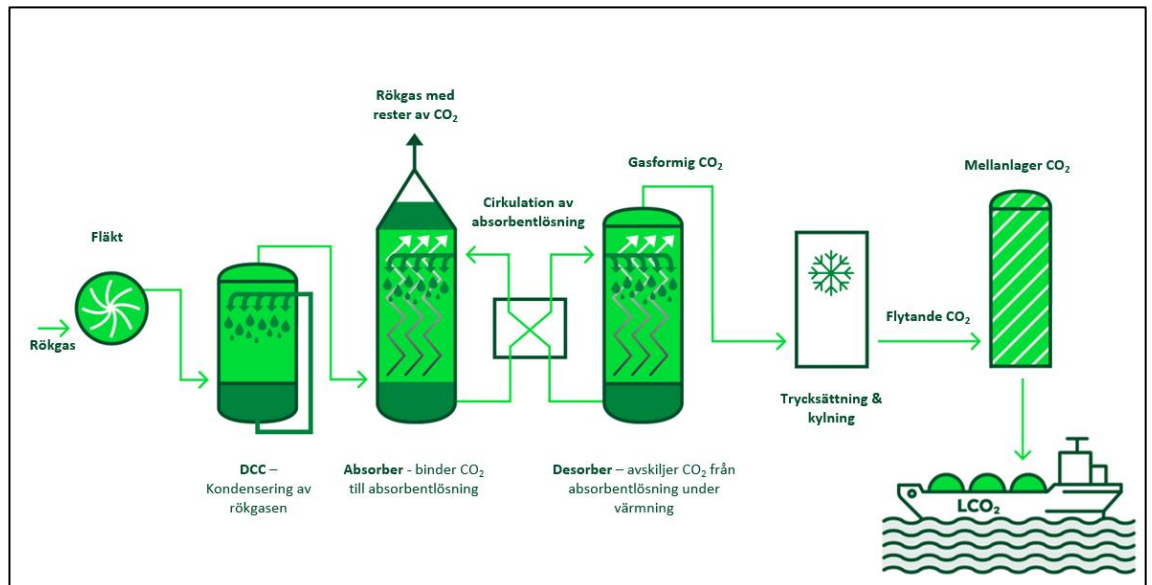 Rökgas med
rester av CO₂
Gasformig CO₂
Mellanlager CO₂
Cirkulation av
absorbentlösning
Fläkt
Rökgas
Flytande CO₂
Trycksättning &
kylning
DCC –
Kondensering av
rökgasen
Absorber - binder CO₂
till absorbentlösning
Desorber – avskiljer CO₂ från
absorbentlösning under
värmning
LCO₂